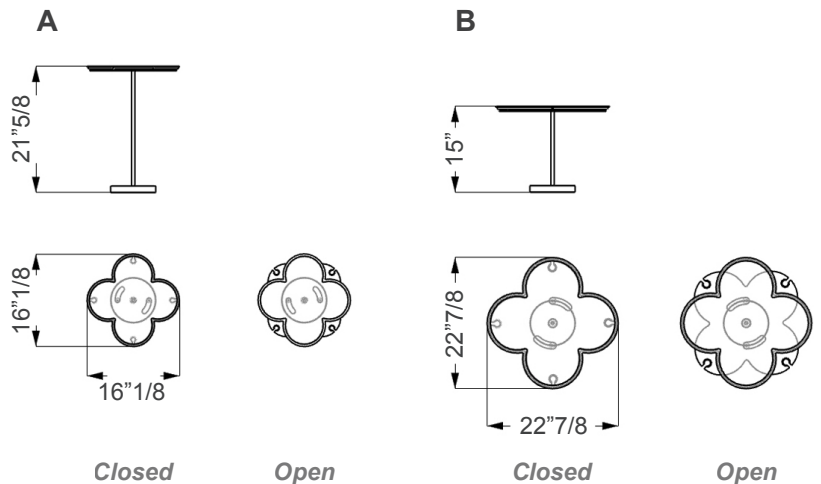 A
B
21”5/8
15”
16”1/8
22”7/8
16”1/8
22”7/8
Closed
Open
Closed
Open